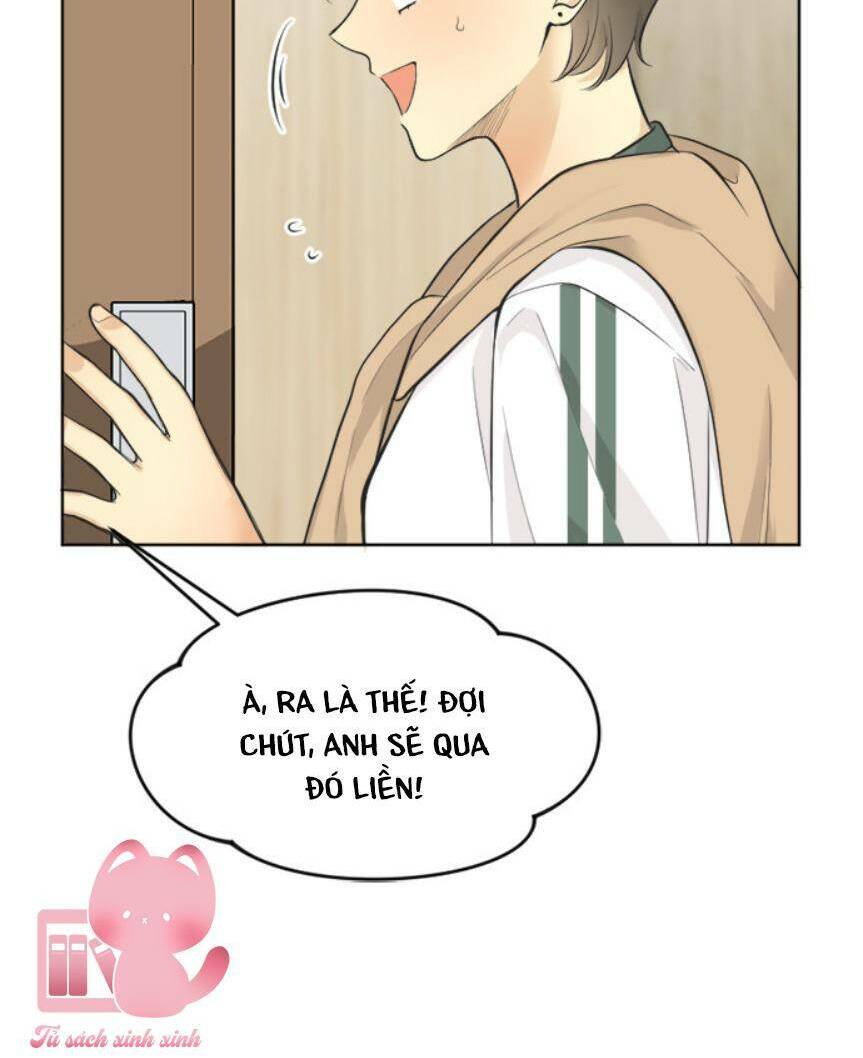 À, RA LÀ THẾ! ĐỢI
CHÚT, ANH SẼ QUA
ĐÓ LIỀN!
Tủ sách xinh xinh